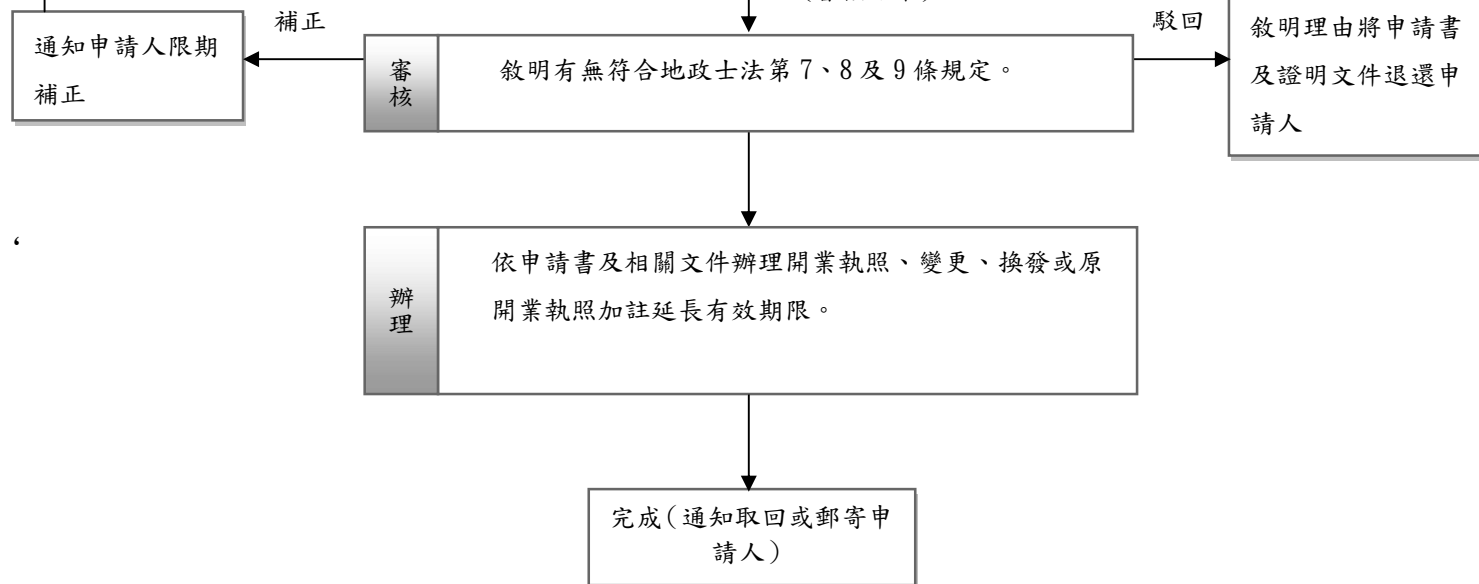 補正
駁回
通知申請人限期
補正
審核
敘明有無符合地政士法第 7、8 及 9 條規定。
敘明理由將申請書
及證明文件退還申
請人
‘
辦理
依申請書及相關文件辦理開業執照、變更、換發或原
開業執照加註延長有效期限。
完成(通知取回或郵寄申
請人)